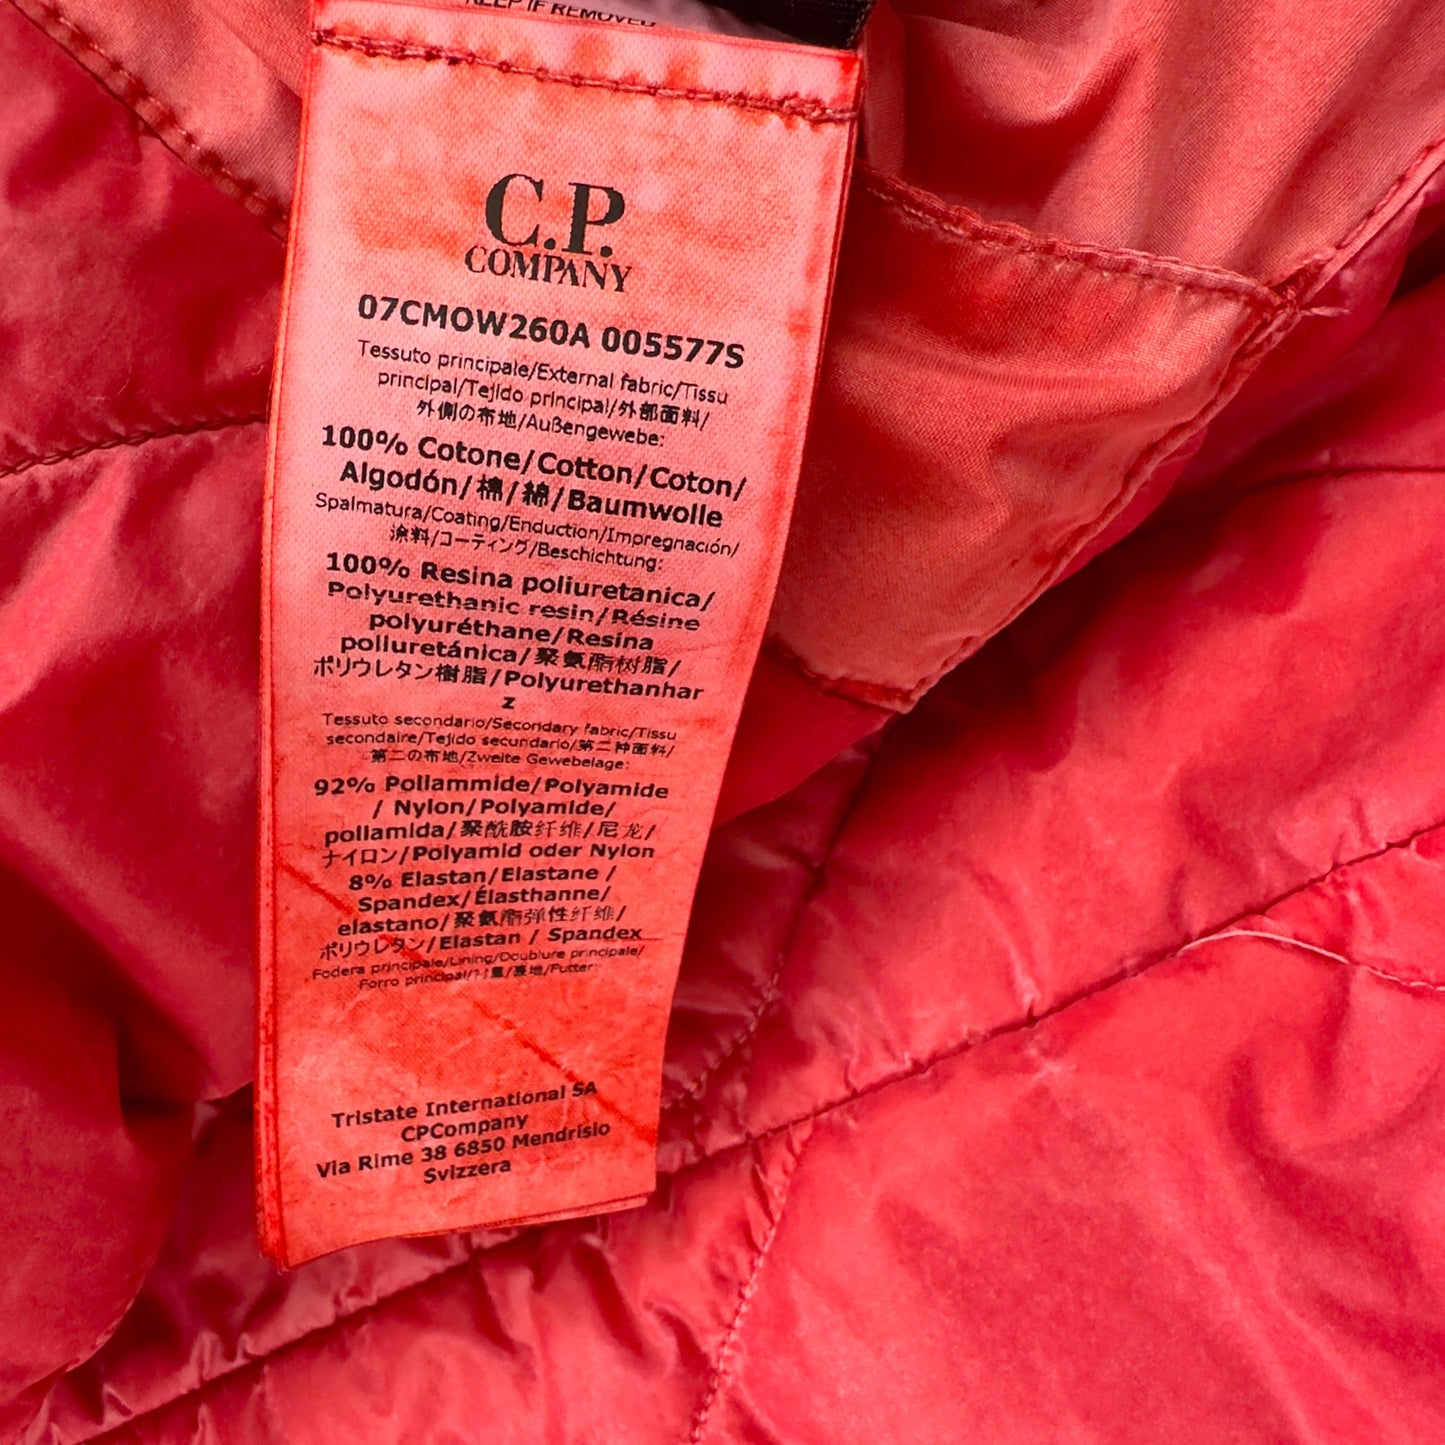 KEEP IF REMOVED
C.P.
COMPANY
07CMOW260A 005577S
Tessuto principale/External fabric/Tissu
principal/Tejido principal/外部面料/
外側の布地/Außengewebe:
100% Cotone/Cotton/Coton/
Algodón/棉/綿/Baumwolle
Spalmatura/Coating/Enduction/Impregnación/
涂料/コーティング/Beschichtung:
100% Resina poliuretanica/
Polyurethanic resin/Résine
polyuréthane/Resina
poliuretánica/聚氨酯树脂/
ポリウレタン樹脂/Polyurethanhar
z
Tessuto secondario/Secondary fabric/Tissu
secondaire/Tejido secundario/第二种面料/
第二の布地/Zweite Gewebelage:
92% Poliammide/Polyamide
/ Nylon/Polyamide/
poliamida/聚酰胺纤维/尼龙/
ナイロン/Polyamid oder Nylon
8% Elastan/Elastane /
Spandex/Élasthanne/
elastano/聚氨酯弹性纤维/
ポリウレタン/Elastan / Spandex
Fodera principale/Lining/Doublure principale/
Forro principal/裏地/Futter:
Tristate International SA
CPCompany
Via Rime 38 6850 Mendrisio
Svizzera